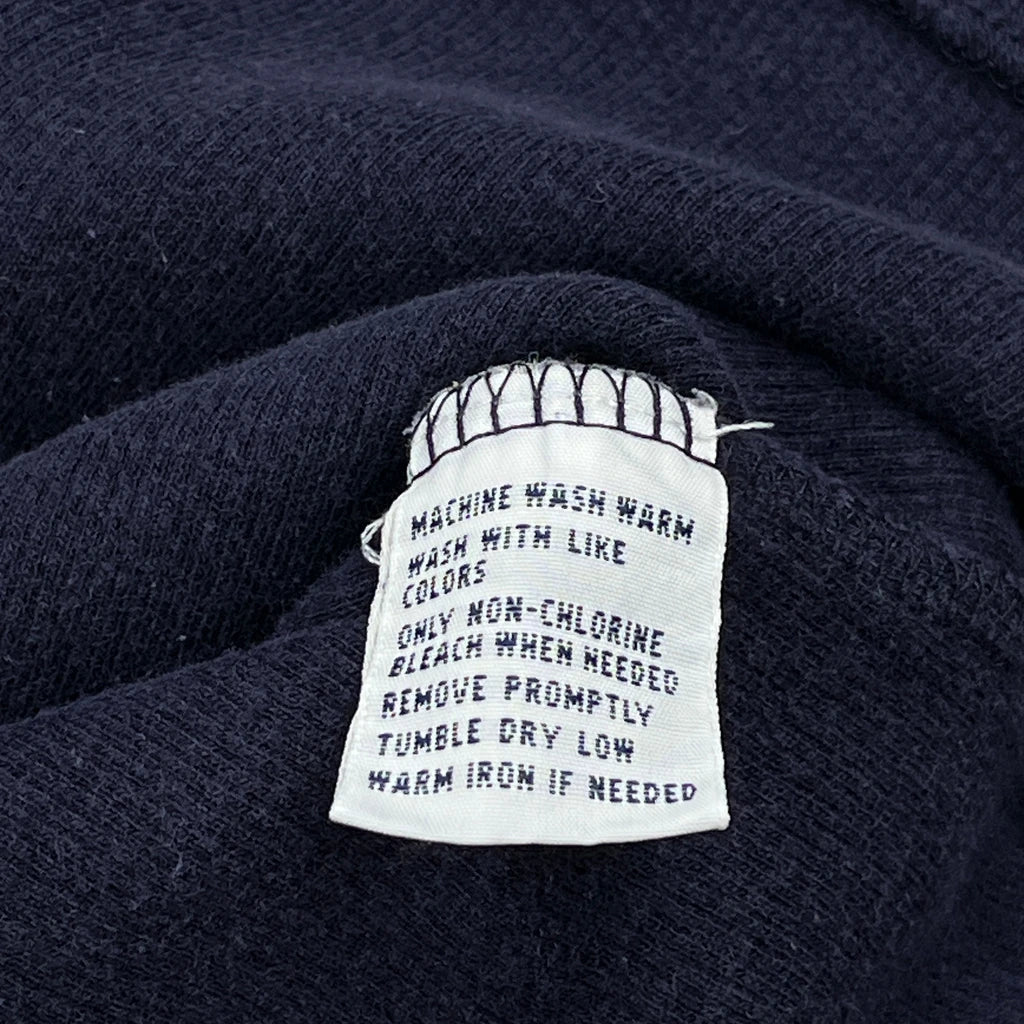 MACHINE WASH WARM
WASH WITH LIKE
COLORS
ONLY NON-CHLORINE
BLEACH WHEN NEEDED
REMOVE PROMPTLY
TUMBLE DRY LOW
WARM IRON IF NEEDED